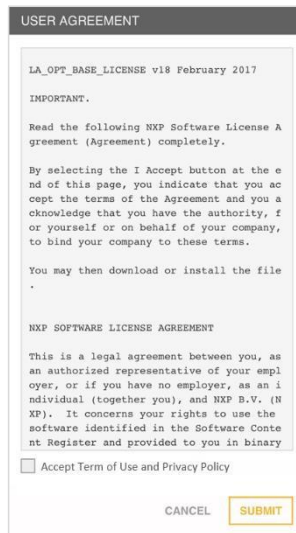 USER AGREEMENT
LA_OPT_BASE_LICENSE v18 February 2017
IMPORTANT.
Read the following NXP Software License A
greement (Agreement) completely.
By selecting the I Accept button at the e
nd of this page, you indicate that you ac
cept the terms of the Agreement and you a
cknowledge that you have the authority, f
or yourself or on behalf of your company,
to bind your company to these terms.
You may then download or install the file
.
NXP SOFTWARE LICENSE AGREEMENT
This is a legal agreement between you, as
an authorized representative of your empl
oyer, or if you have no employer, as an i
ndividual (together you), and NXP B.V. (N
XP).  It concerns your rights to use the
software identified in the Software Conte
nt Register and provided to you in binary
Accept Term of Use and Privacy Policy
CANCEL SUBMIT